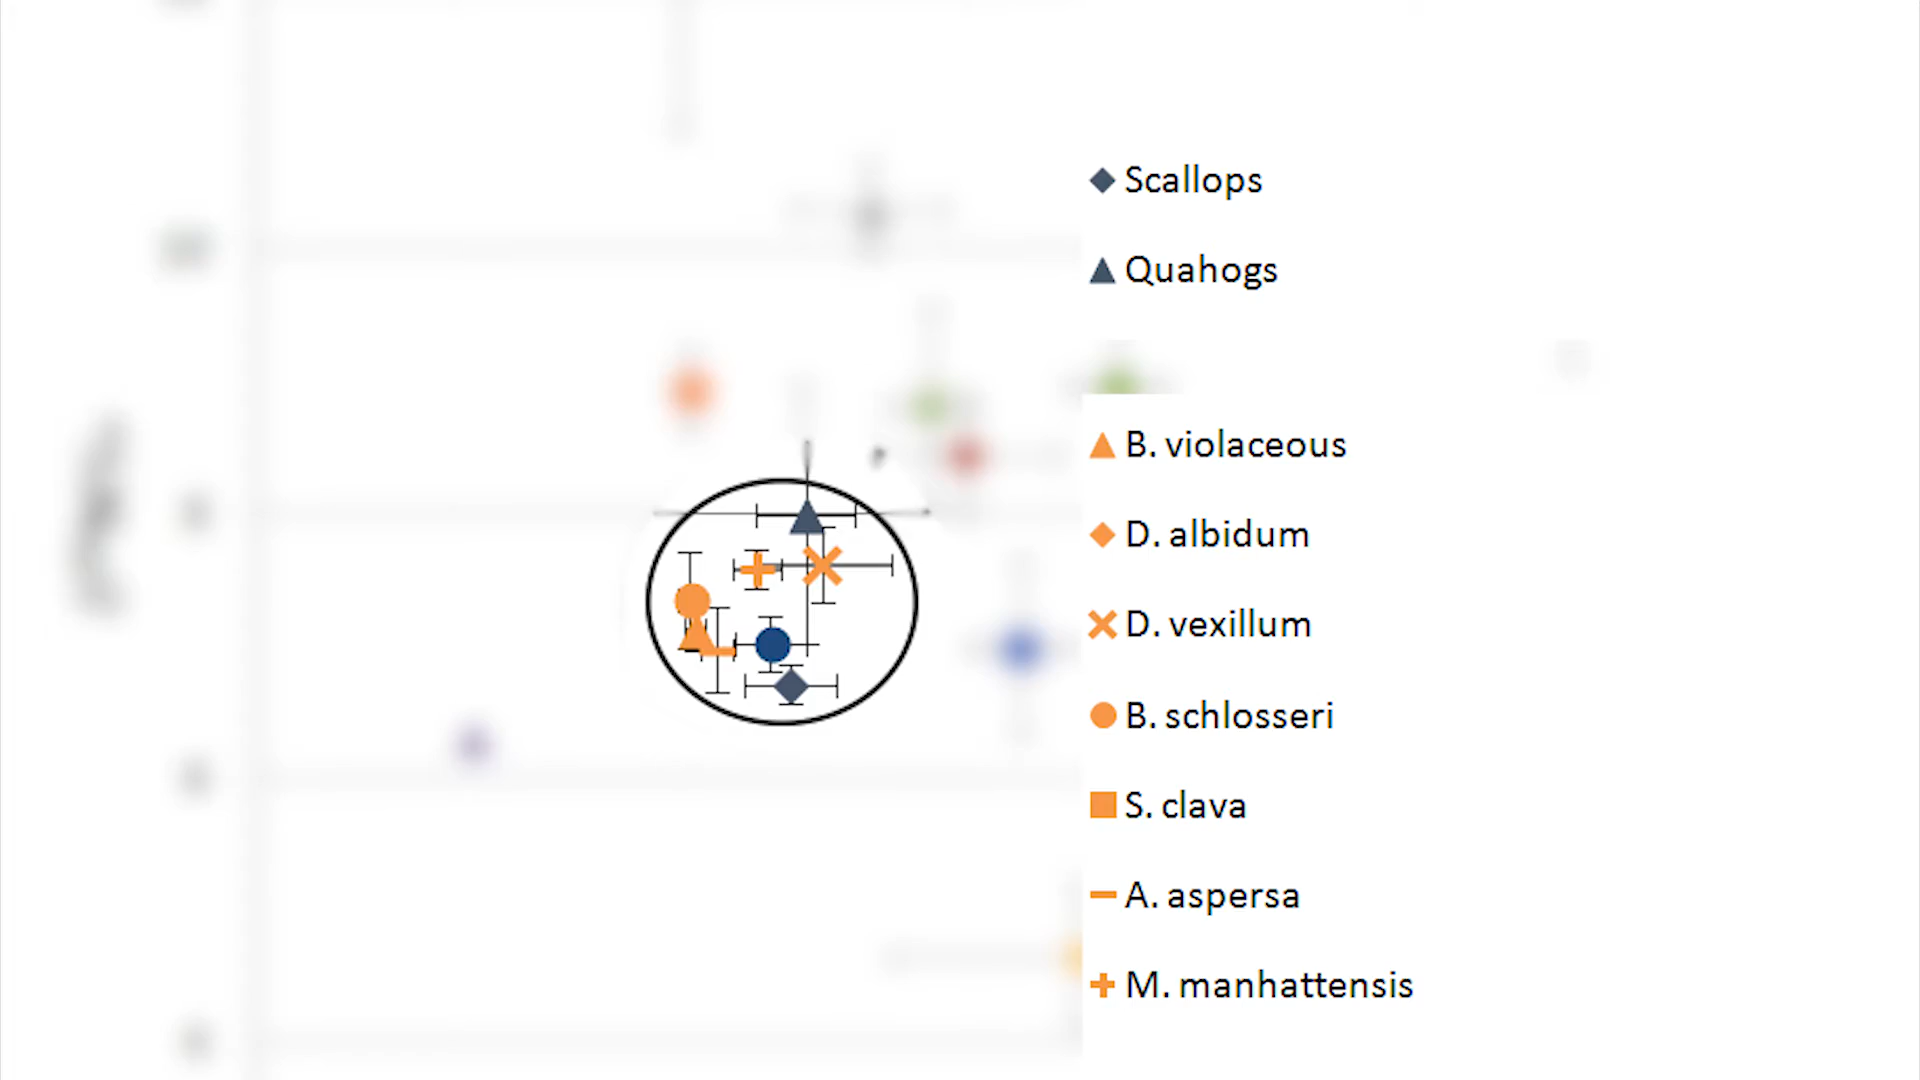 Scallops
Quahogs
B. violaceous
D. albidum
D. vexillum
B. schlosseri
S. clava
A. aspersa
M. manhattensis